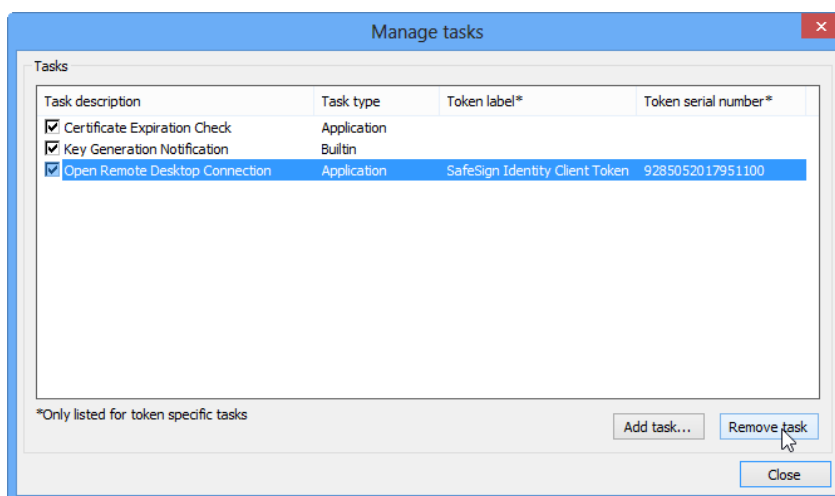 Manage tasks
Tasks
Task description Task type Token label* Token serial number*
Certificate Expiration Check Application
Key Generation Notification Builtin
Open Remote Desktop Connection Application SafeSign Identity Client Token 9285052017951100
*Only listed for token specific tasks
Add task... Remove task
Close